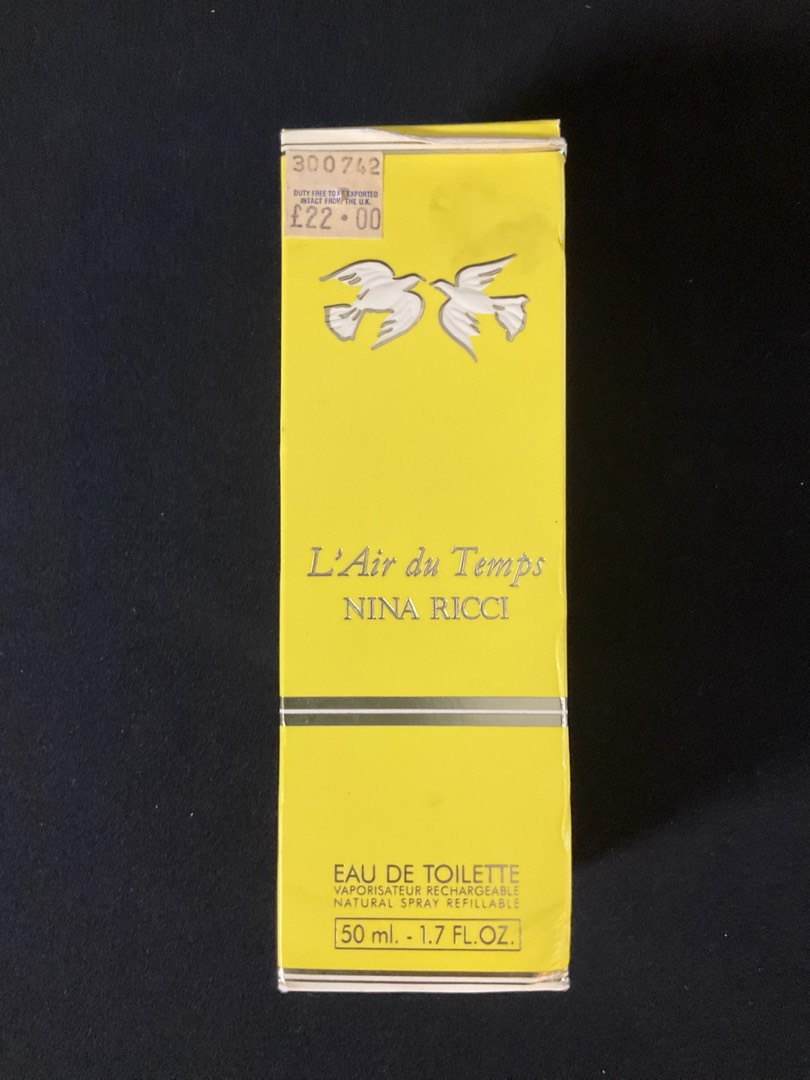 300742
DUTY FREE TO BE EXPORTED
INTACT FROM THE U.K.
£22·00
L'Air du Temps
NINA RICCI
EAU DE TOILETTE
VAPORISATEUR RECHARGEABLE
NATURAL SPRAY REFILLABLE
50 ml. - 1.7 FL.OZ.